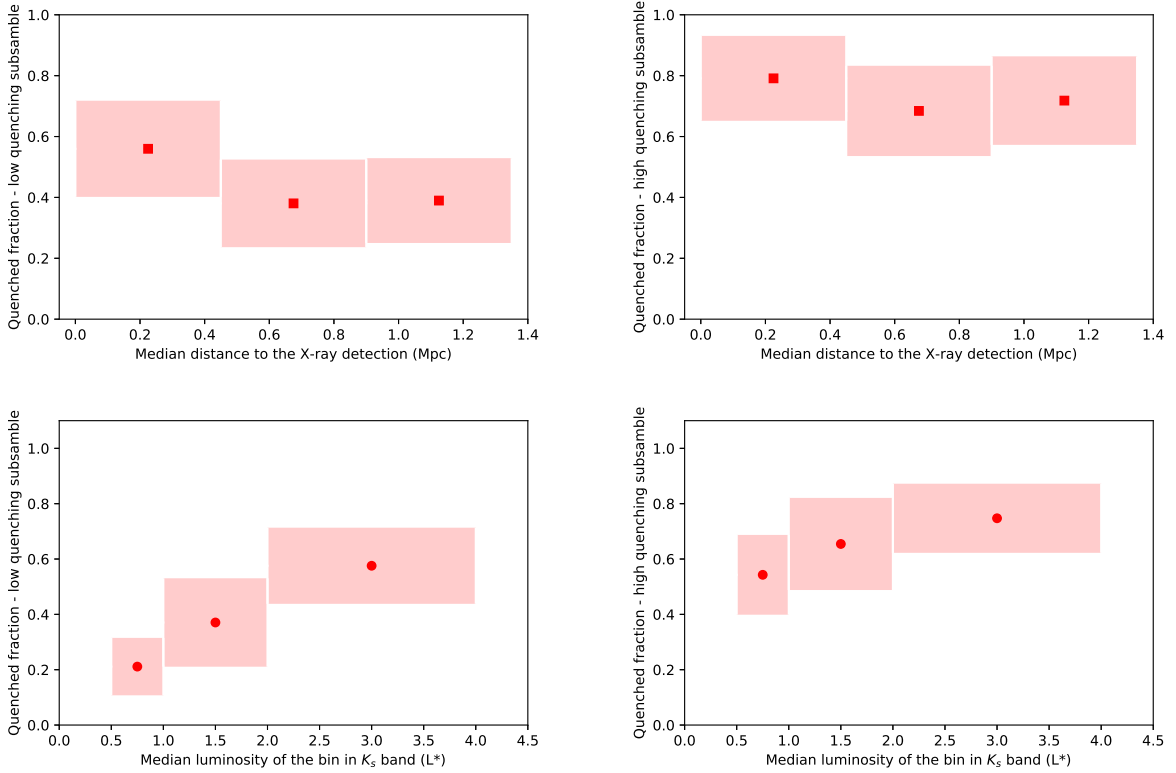 Quenched fraction - low quenching subsamble
1.0
0.8
0.6
0.4
0.2
0.0
0.0 0.2 0.4 0.6 0.8 1.0 1.2 1.4
Median distance to the X-ray detection (Mpc)
Quenched fraction - high quenching subsamble
1.0
0.8
0.6
0.4
0.2
0.0
0.0 0.2 0.4 0.6 0.8 1.0 1.2 1.4
Median distance to the X-ray detection (Mpc)
Quenched fraction - low quenching subsamble
1.0
0.8
0.6
0.4
0.2
0.0
0.0 0.5 1.0 1.5 2.0 2.5 3.0 3.5 4.0 4.5
Median luminosity of the bin in Kₛ band (L*)
Quenched fraction - high quenching subsamble
1.0
0.8
0.6
0.4
0.2
0.0
0.0 0.5 1.0 1.5 2.0 2.5 3.0 3.5 4.0 4.5
Median luminosity of the bin in Kₛ band (L*)